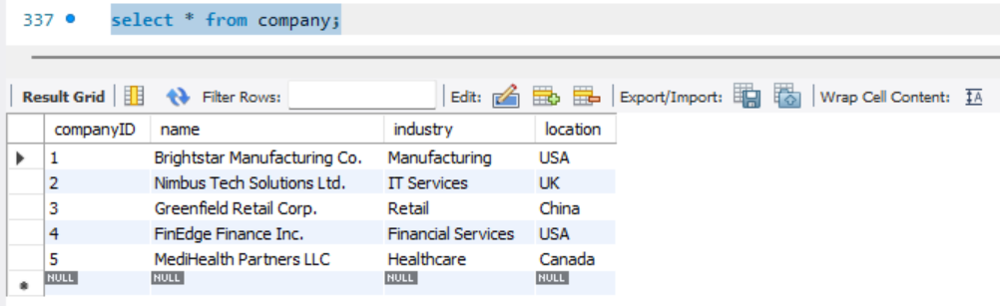 337 select * from company;
Result Grid Filter Rows: Edit: Export/Import: Wrap Cell Content: IA
companyID name industry location
1 Brightstar Manufacturing Co. Manufacturing USA
2 Nimbus Tech Solutions Ltd. IT Services UK
3 Greenfield Retail Corp. Retail China
4 FinEdge Finance Inc. Financial Services USA
5 MediHealth Partners LLC Healthcare Canada
NULL NULL NULL NULL